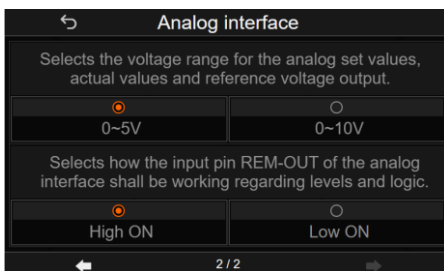 Analog interface
Selects the voltage range for the analog set values,
actual values and reference voltage output.
0~5V
0~10V
Selects how the input pin REM-OUT of the analog
interface shall be working regarding levels and logic.
High ON
Low ON
2 / 2